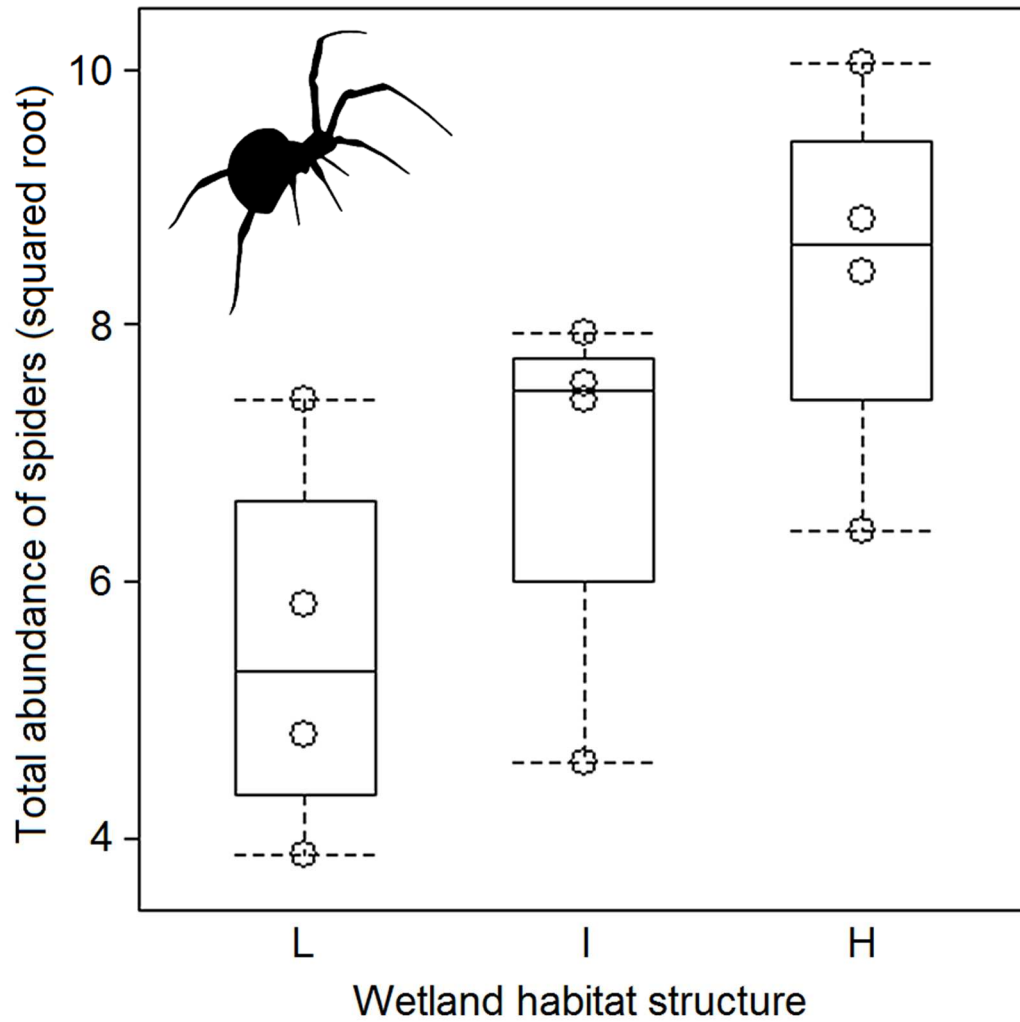 Total abundance of spiders (squared root)
10
8
6
4
L I H
Wetland habitat structure